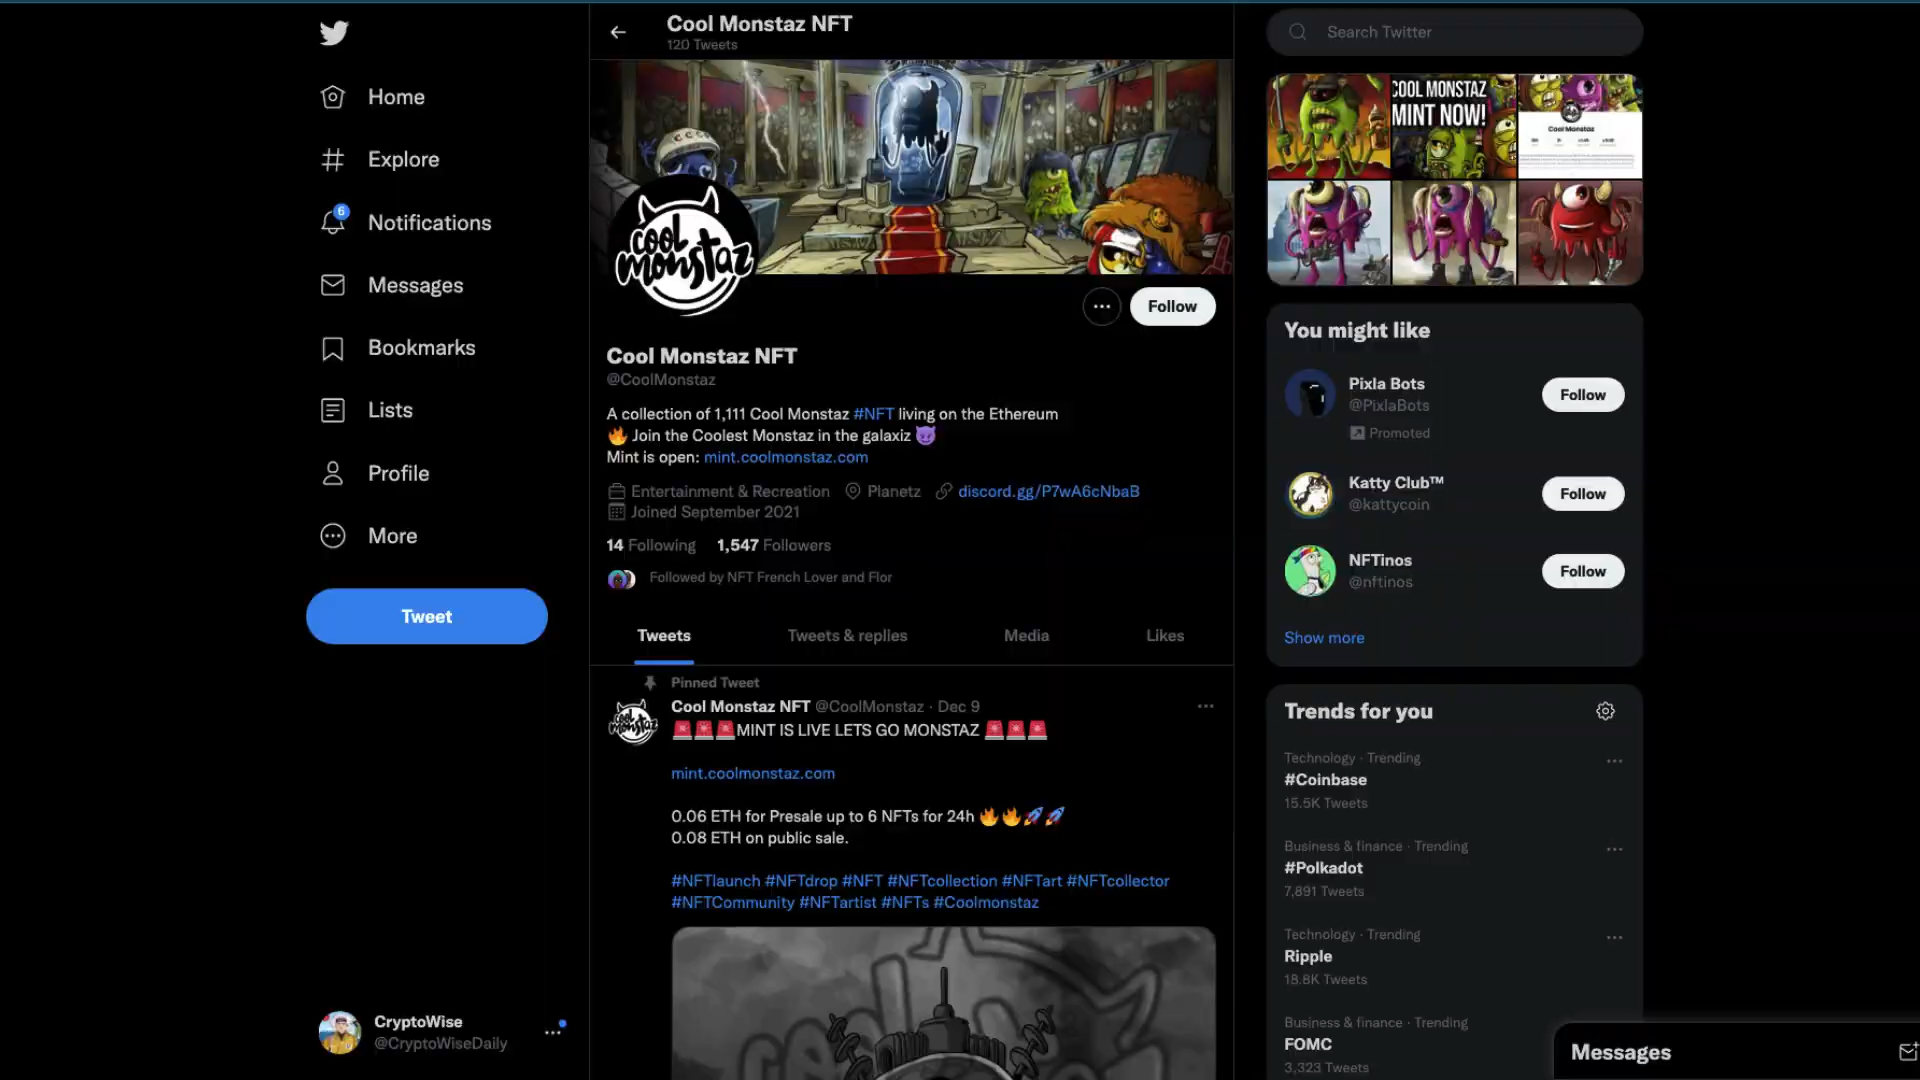 Home
Explore
6
Notifications
Messages
Bookmarks
Lists
Profile
More
Tweet
CryptoWise
@CryptoWiseDaily
Cool Monstaz NFT
120 Tweets
cool
monstaz
Follow
Cool Monstaz NFT
@CoolMonstaz
A collection of 1,111 Cool Monstaz #NFT living on the Ethereum
🔥 Join the Coolest Monstaz in the galaxiz 😈
Mint is open: mint.coolmonstaz.com
Entertainment & Recreation Planetz discord.gg/P7wA6cNbaB
Joined September 2021
14 Following 1,547 Followers
Followed by NFT French Lover and Flor
Tweets Tweets & replies Media Likes
Pinned Tweet
Cool Monstaz NFT @CoolMonstaz · Dec 9
🚨🚨🚨MINT IS LIVE LETS GO MONSTAZ 🚨🚨🚨
mint.coolmonstaz.com
0.06 ETH for Presale up to 6 NFTs for 24h 🔥🔥🚀🚀
0.08 ETH on public sale.
#NFTlaunch #NFTdrop #NFT #NFTcollection #NFTart #NFTcollector
#NFTCommunity #NFTartist #NFTs #Coolmonstaz
Search Twitter
COOL MONSTAZ
MINT NOW!
Cool Monstaz
You might like
Pixla Bots
@PixlaBots
Promoted
Follow
Katty Club™
@kattycoin
Follow
NFTinos
@nftinos
Follow
Show more
Trends for you
Technology · Trending
#Coinbase
15.5K Tweets
Business & finance · Trending
#Polkadot
7,891 Tweets
Technology · Trending
Ripple
18.8K Tweets
Business & finance · Trending
FOMC
3,323 Tweets
Messages